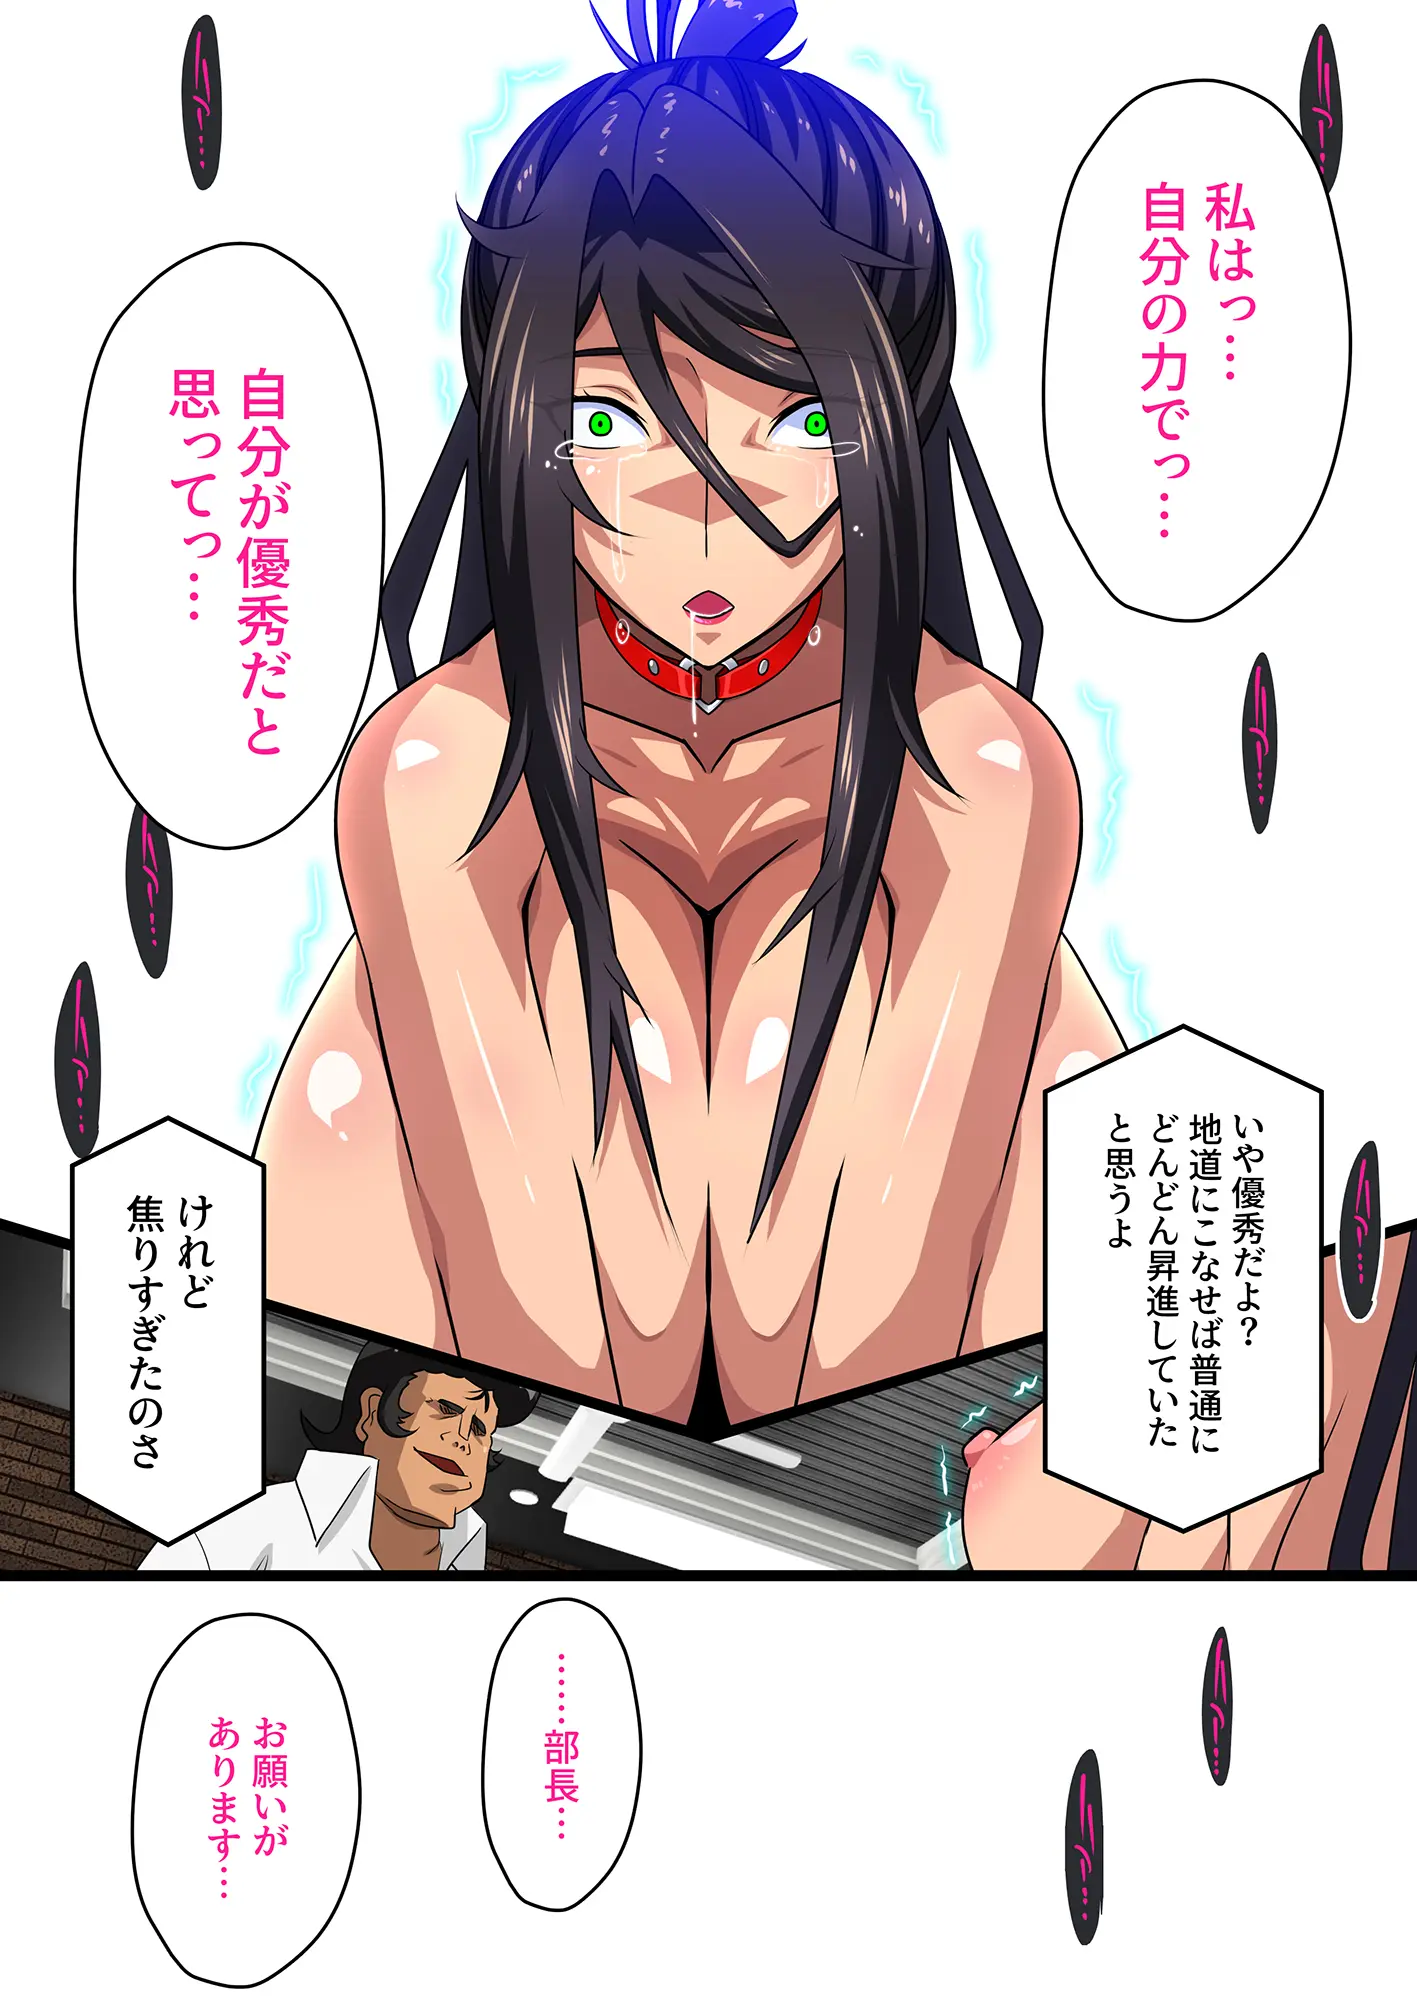 私はっ…
自分の力でっ…
自分が優秀だと
思ってっ…
いや優秀だよ?
地道にこなせば普通に
どんどん昇進していた
と思うよ
けれど
焦りすぎたのさ
……部長…
お願いが
あります…